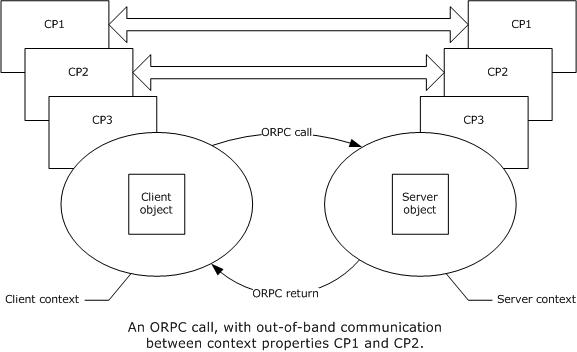 CP1
CP1
CP2
CP2
CP3
CP3
ORPC call
Client
object
Server
object
ORPC return
Client context
Server context
An ORPC call, with out-of-band communication
between context properties CP1 and CP2.